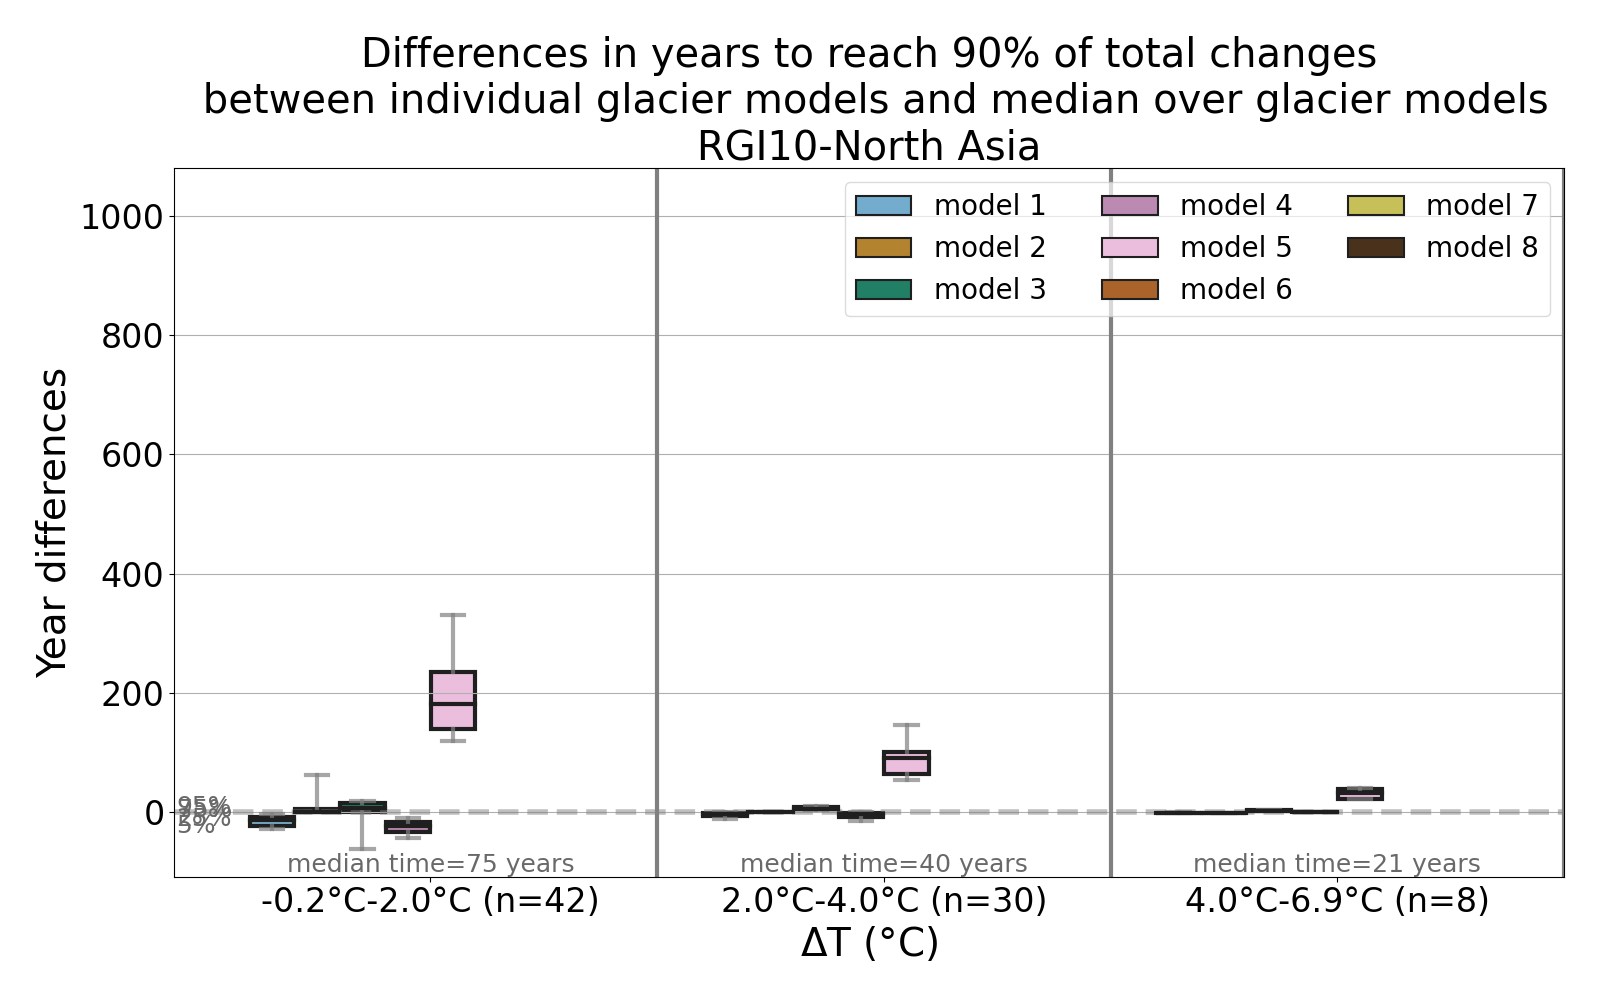 Differences in years to reach 90% of total changes
between individual glacier models and median over glacier models
RGI10-North Asia
model 1
model 4
model 7
model 2
model 5
model 8
model 3
model 6
1000
800
600
400
200
0
Year differences
95%
5%
median time=75 years
median time=40 years
median time=21 years
-0.2°C-2.0°C (n=42)
2.0°C-4.0°C (n=30)
4.0°C-6.9°C (n=8)
ΔT (°C)